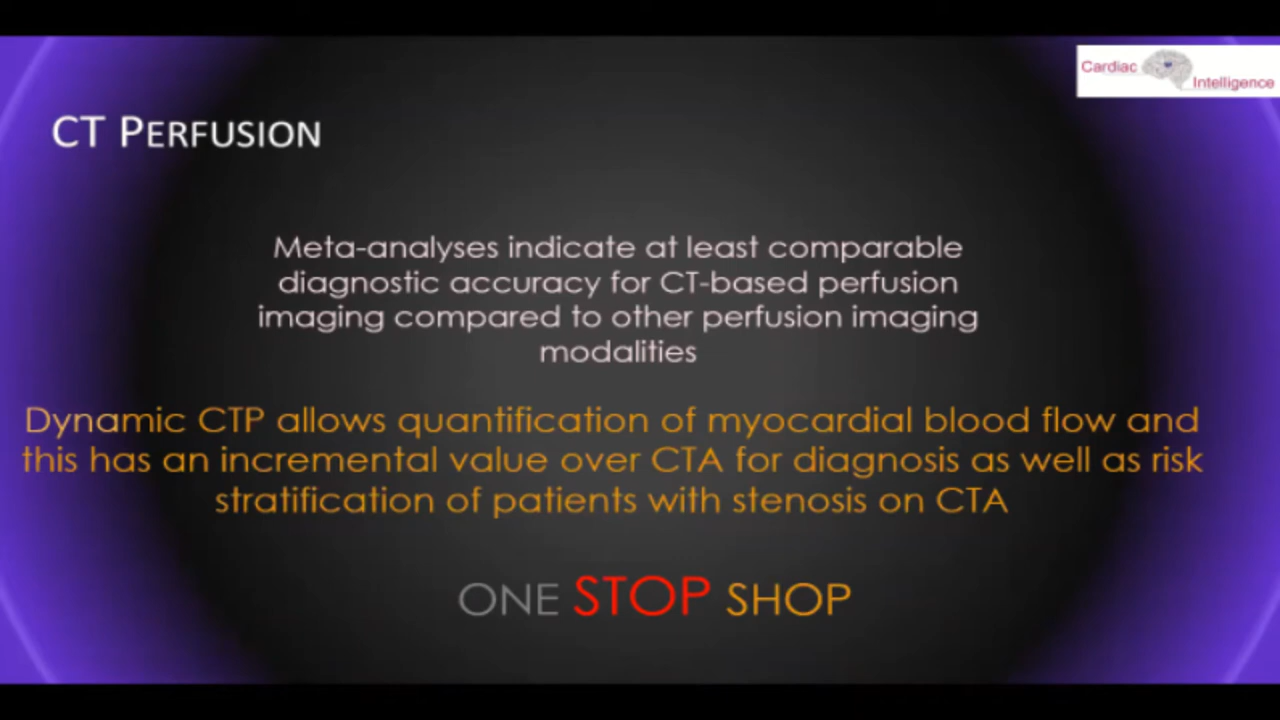 Cardiac
Intelligence
CT PERFUSION
Meta-analyses indicate at least comparable
diagnostic accuracy for CT-based perfusion
imaging compared to other perfusion imaging
modalities
Dynamic CTP allows quantification of myocardial blood flow and
this has an incremental value over CTA for diagnosis as well as risk
stratification of patients with stenosis on CTA
ONE STOP SHOP